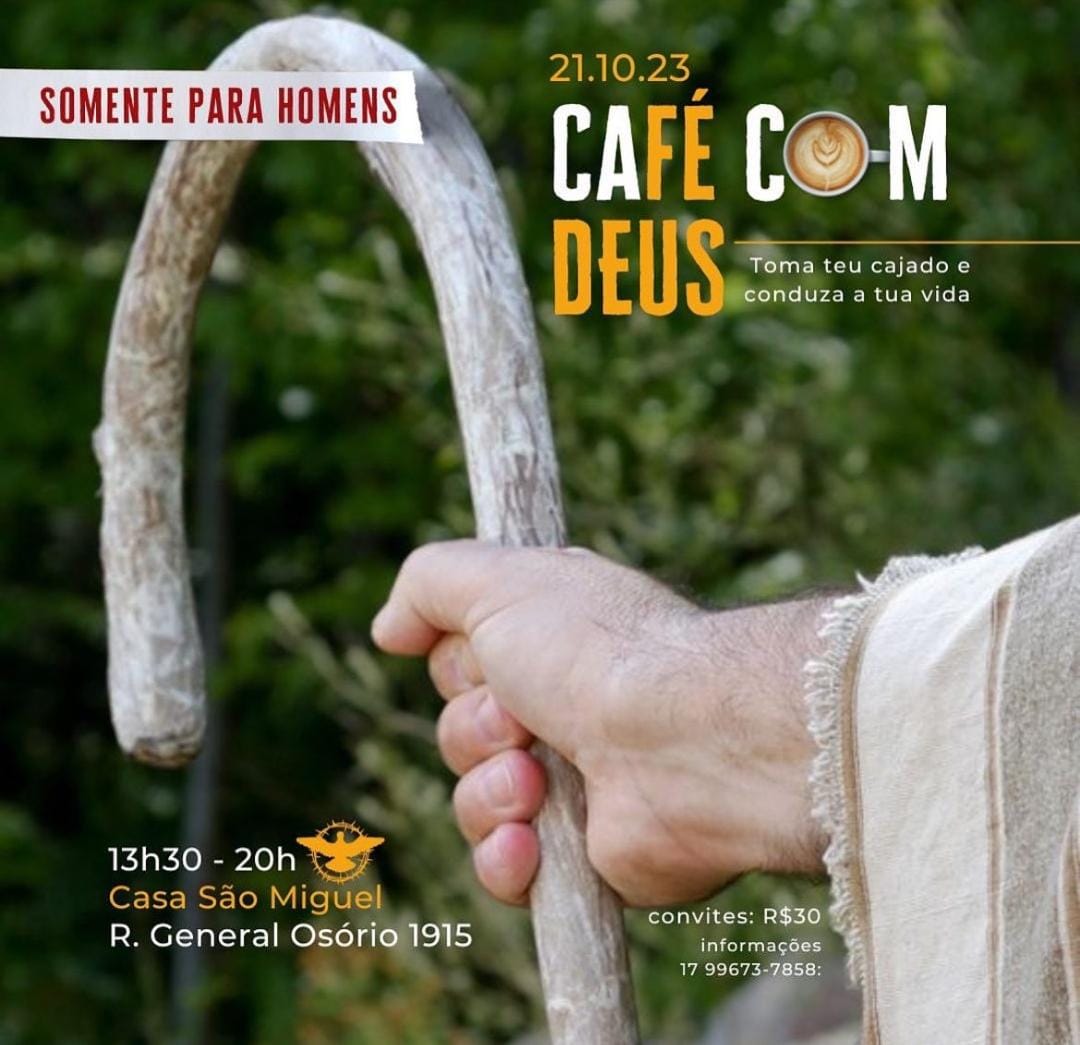 SOMENTE PARA HOMENS
21.10.23
CAFÉ COM
DEUS
Toma teu cajado e
conduza a tua vida
13h30 - 20h
Casa São Miguel
R. General Osório 1915
convites: R$30
informações
17 99673-7858: